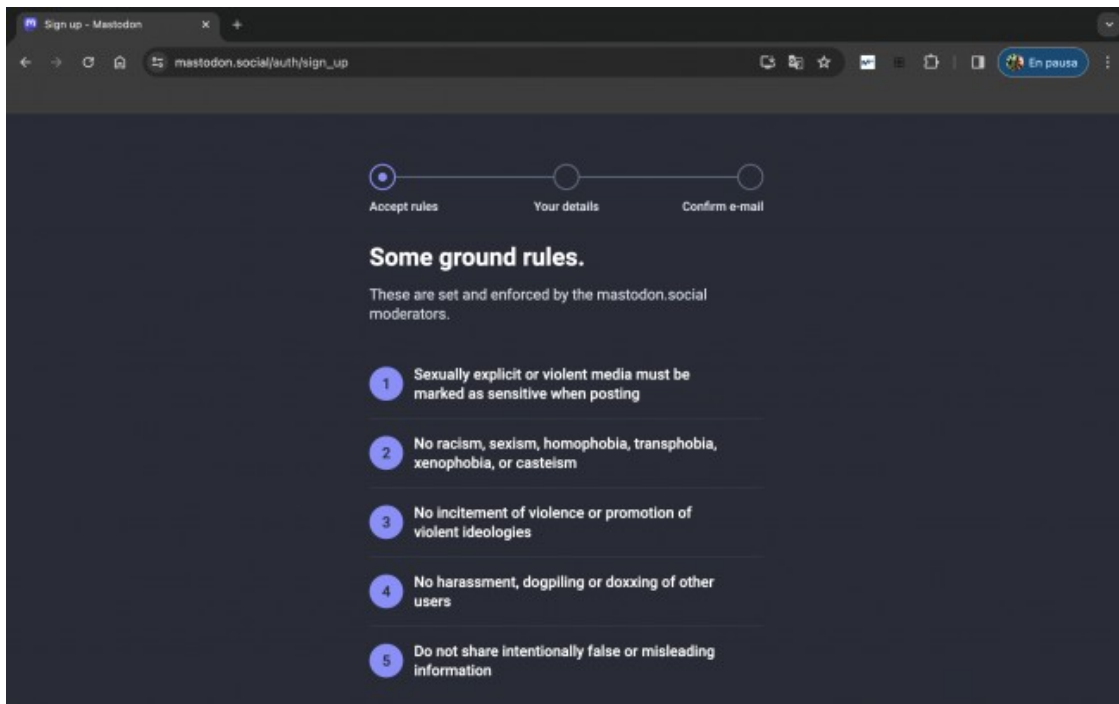 Sign up - Mastodon
mastodon.social/auth/sign_up
En pausa
Accept rules Your details Confirm e-mail
Some ground rules.
These are set and enforced by the mastodon.social
moderators.
1 Sexually explicit or violent media must be
marked as sensitive when posting
2 No racism, sexism, homophobia, transphobia,
xenophobia, or casteism
3 No incitement of violence or promotion of
violent ideologies
4 No harassment, dogpiling or doxxing of other
users
5 Do not share intentionally false or misleading
information